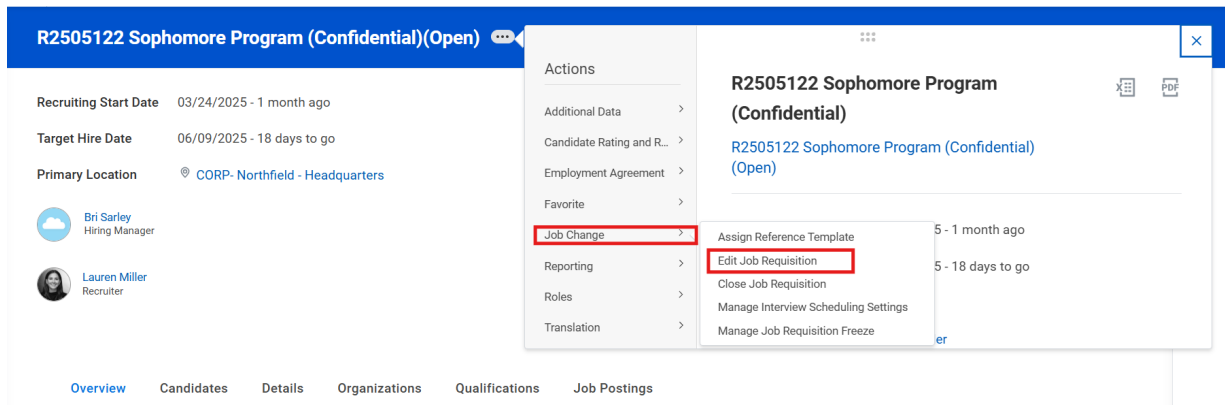 R2505122 Sophomore Program (Confidential)(Open)
Recruiting Start Date 03/24/2025 - 1 month ago
Target Hire Date 06/09/2025 - 18 days to go
Primary Location CORP- Northfield - Headquarters
Bri Sarley
Hiring Manager
Lauren Miller
Recruiter
Actions
Additional Data
Candidate Rating and R...
Employment Agreement
Favorite
Job Change
Reporting
Roles
Translation
R2505122 Sophomore Program
(Confidential)
PDF
R2505122 Sophomore Program (Confidential)
(Open)
Assign Reference Template
Edit Job Requisition
Close Job Requisition
Manage Interview Scheduling Settings
Manage Job Requisition Freeze
5 - 1 month ago
5 - 18 days to go
er
Overview Candidates Details Organizations Qualifications Job Postings